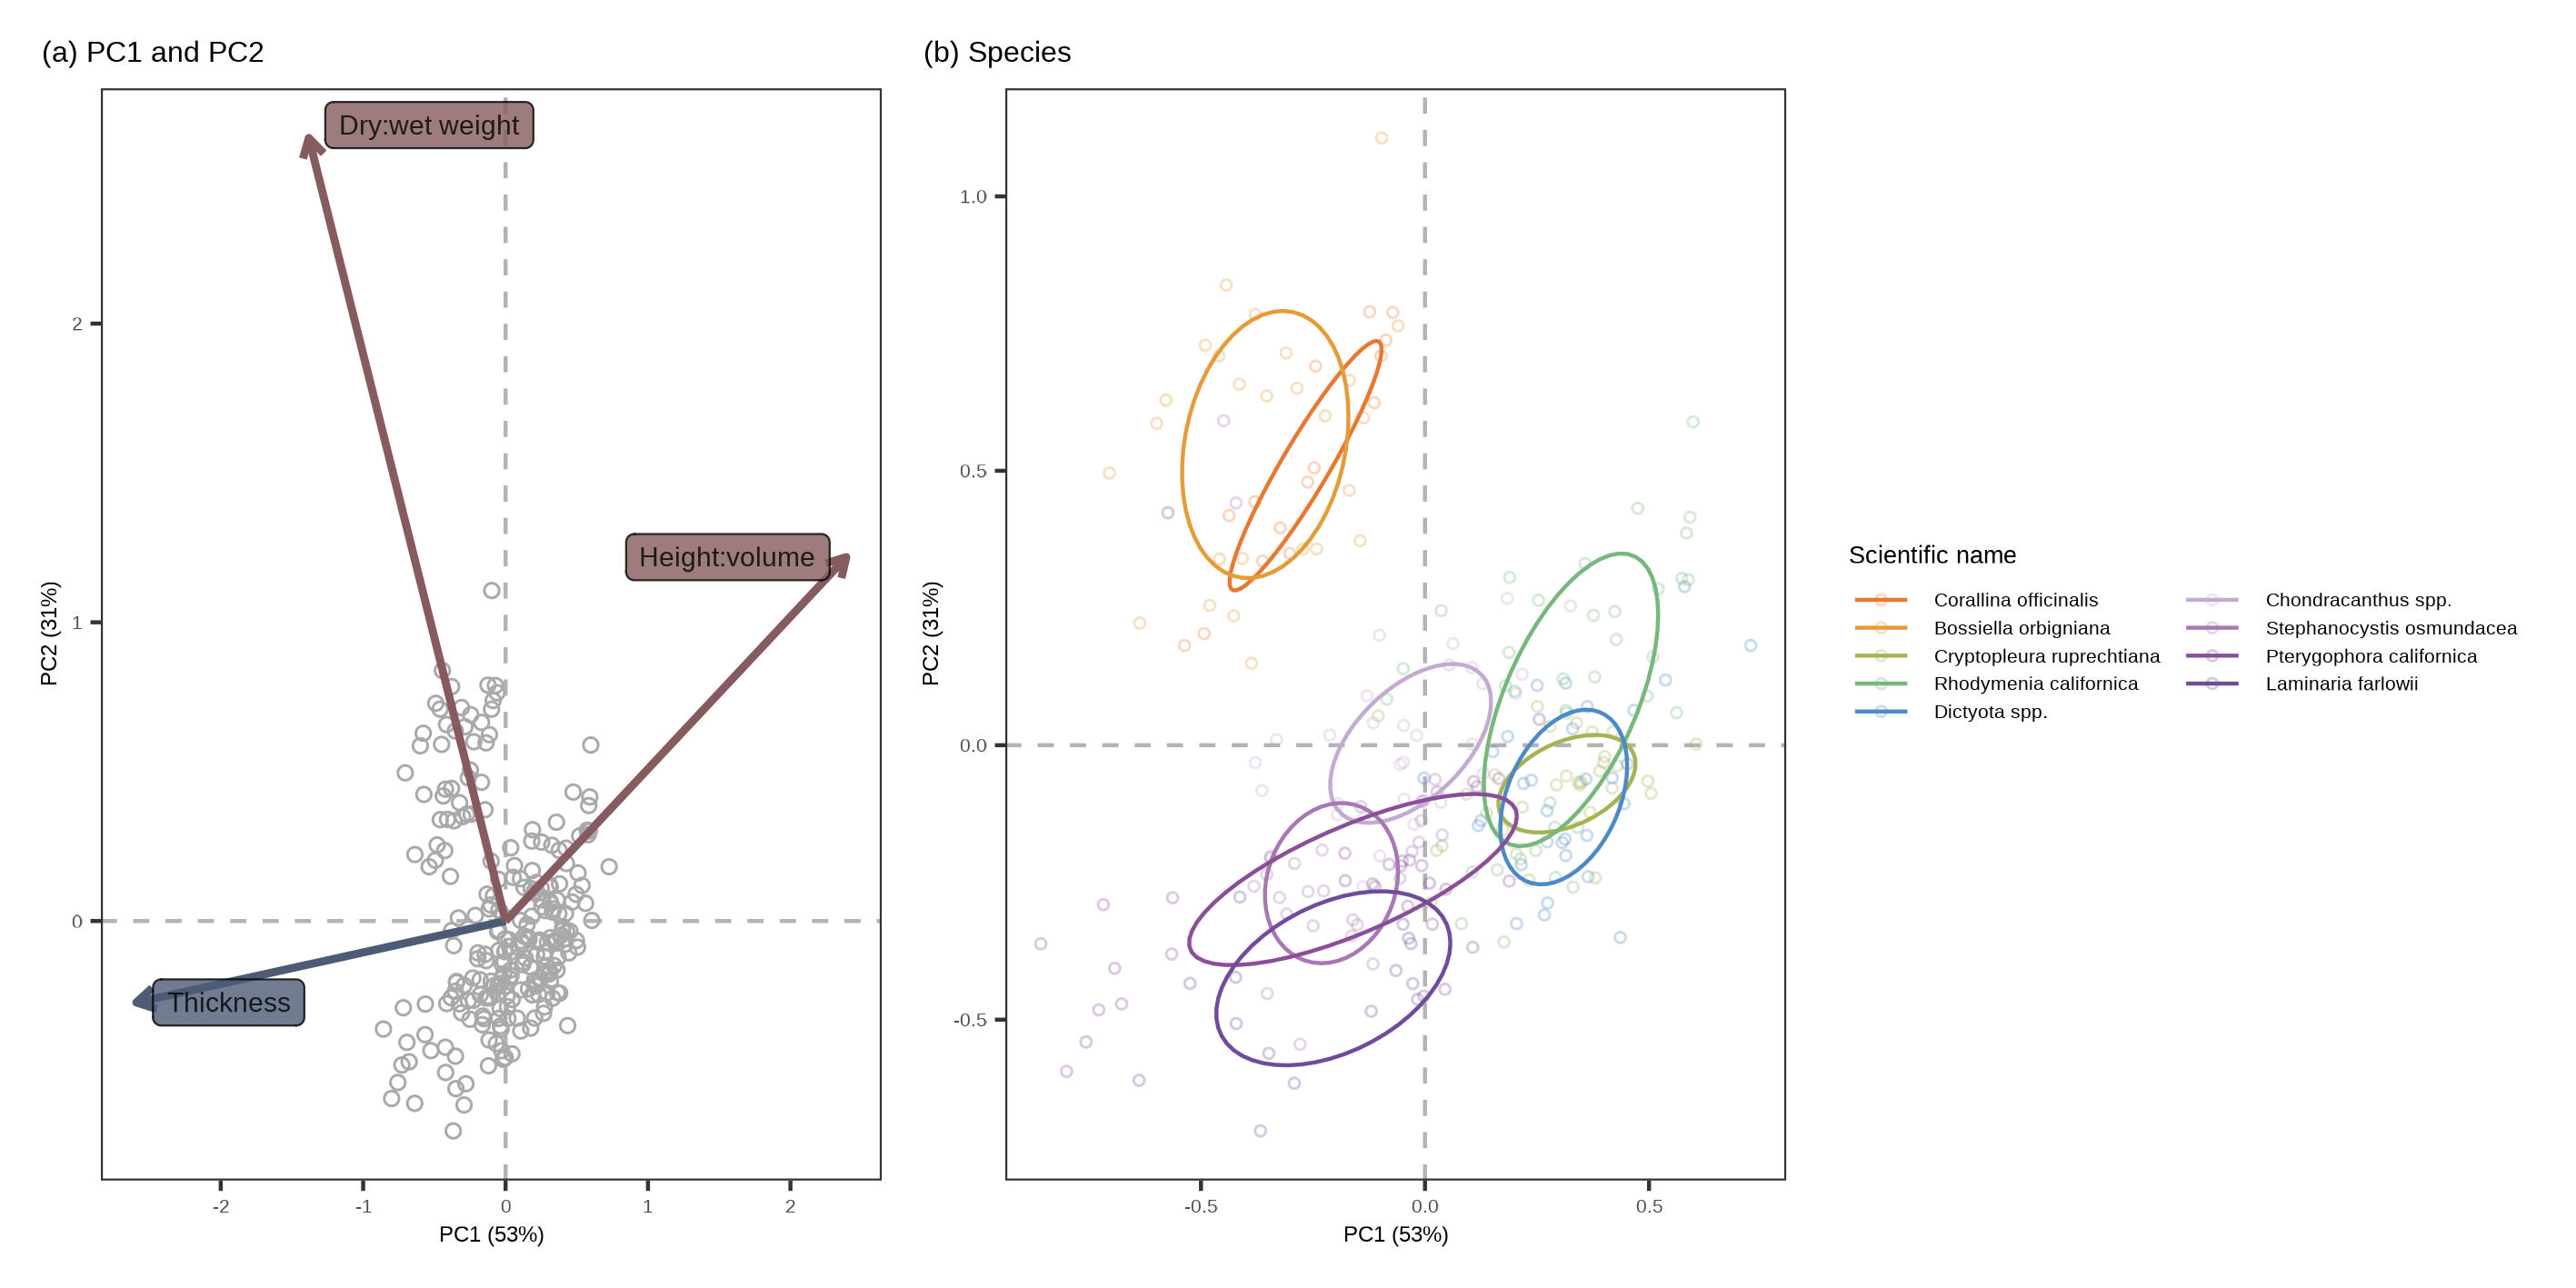 (a) PC1 and PC2
Dry:wet weight
Height:volume
Thickness
2
1
0
PC2 (31%)
-2
-1
0
1
2
PC1 (53%)
(b) Species
1.0
0.5
0.0
-0.5
PC2 (31%)
-0.5
0.0
0.5
PC1 (53%)
Scientific name
Corallina officinalis
Bossiella orbigniana
Cryptopleura ruprechtiana
Rhodymenia californica
Dictyota spp.
Chondracanthus spp.
Stephanocystis osmundacea
Pterygophora californica
Laminaria farlowii